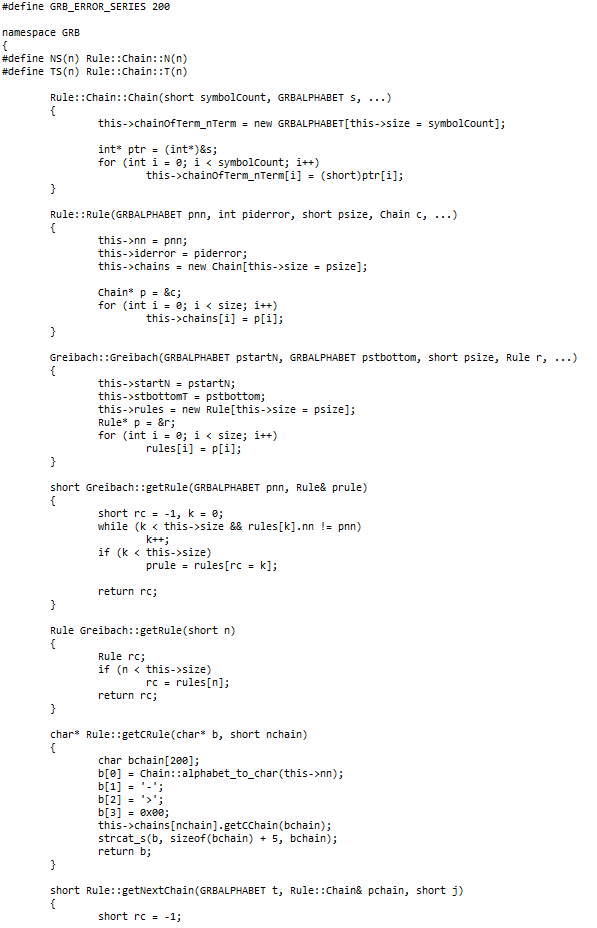 #define GRB_ERROR_SERIES 200

namespace GRB
{
#define NS(n) Rule::Chain::N(n)
#define TS(n) Rule::Chain::T(n)

	Rule::Chain::Chain(short symbolCount, GRBALPHABET s, ...)
	{
		this->chainOfTerm_nTerm = new GRBALPHABET[this->size = symbolCount];

		int* ptr = (int*)&s;
		for (int i = 0; i < symbolCount; i++)
			this->chainOfTerm_nTerm[i] = (short)ptr[i];
	}

	Rule::Rule(GRBALPHABET pnn, int piderror, short psize, Chain c, ...)
	{
		this->nn = pnn;
		this->iderror = piderror;
		this->chains = new Chain[this->size = psize];

		Chain* p = &c;
		for (int i = 0; i < size; i++)
			this->chains[i] = p[i];
	}

	Greibach::Greibach(GRBALPHABET pstartN, GRBALPHABET pstbottom, short psize, Rule r, ...)
	{
		this->startN = pstartN;
		this->stbottomT = pstbottom;
		this->rules = new Rule[this->size = psize];
		Rule* p = &r;
		for (int i = 0; i < size; i++)
			rules[i] = p[i];
	}

	short Greibach::getRule(GRBALPHABET pnn, Rule& prule)
	{
		short rc = -1, k = 0;
		while (k < this->size && rules[k].nn != pnn)
			k++;
		if (k < this->size)
			prule = rules[rc = k];

		return rc;
	}

	Rule Greibach::getRule(short n)
	{
		Rule rc;
		if (n < this->size)
			rc = rules[n];
		return rc;
	}

	char* Rule::getCRule(char* b, short nchain)
	{
		char bchain[200];
		b[0] = Chain::alphabet_to_char(this->nn);
		b[1] = '-';
		b[2] = '>';
		b[3] = 0x00;
		this->chains[nchain].getCChain(bchain);
		strcat_s(b, sizeof(bchain) + 5, bchain);
		return b;
	}

	short Rule::getNextChain(GRBALPHABET t, Rule::Chain& pchain, short j)
	{
		short rc = -1;